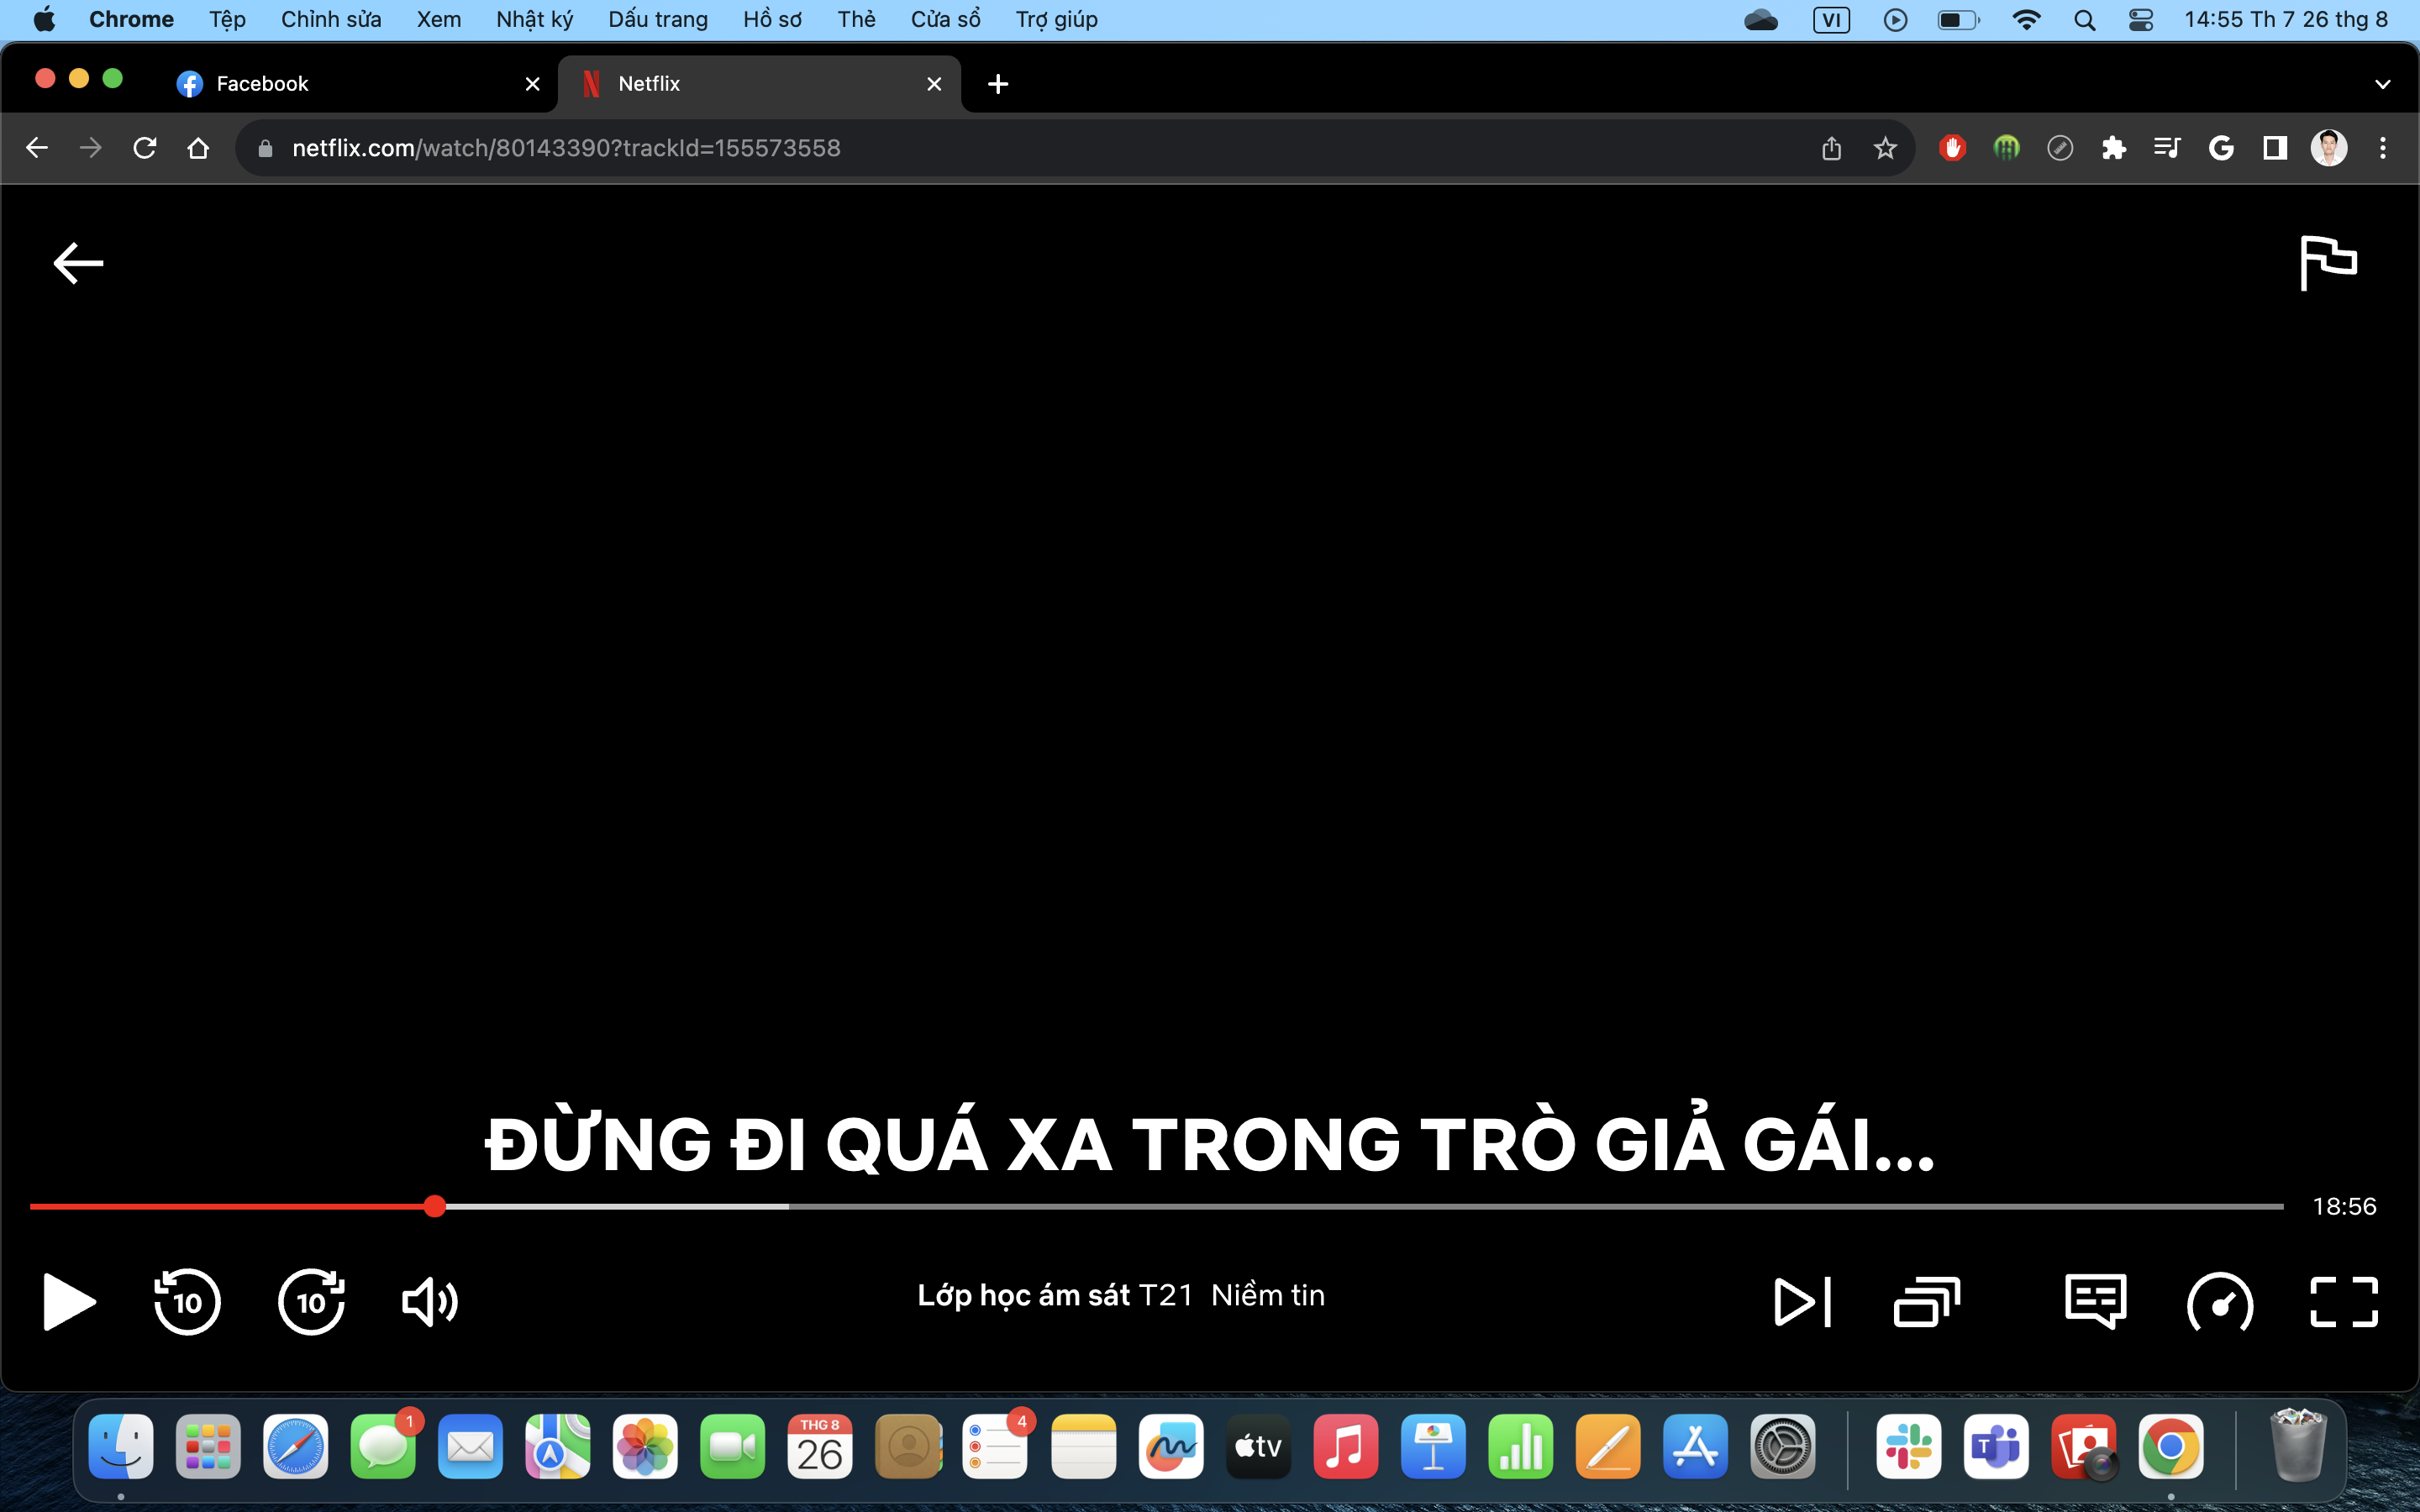 Chrome Tệp Chỉnh sửa Xem Nhật ký Dấu trang Hồ sơ Thẻ Cửa sổ Trợ giúp VI 14:55 Th 7 26 thg 8
Facebook Netflix
netflix.com/watch/80143390?trackId=155573558
ĐỪNG ĐI QUÁ XA TRONG TRÒ GIẢ GÁI...
18:56
10 10 Lớp học ám sát T21 Niềm tin
1 THG 8 26 4 tv T